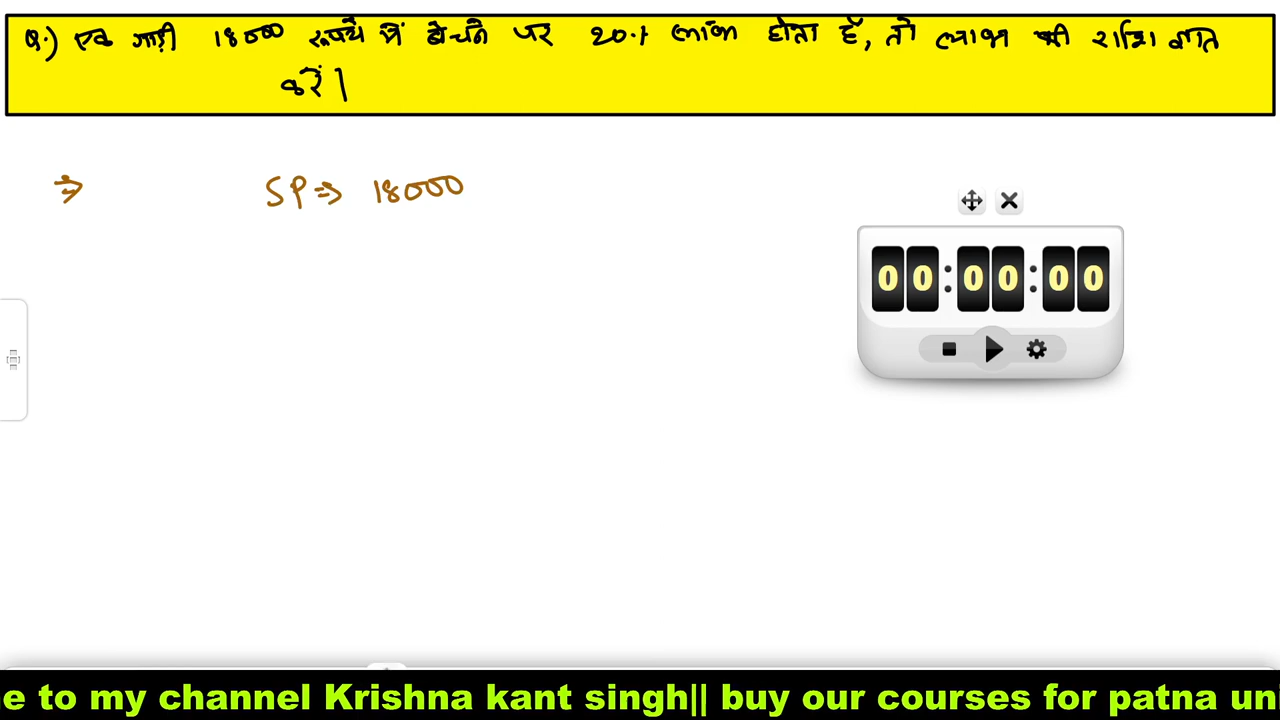 Q.) एक गाड़ी 18000 रूपये में बेचने पर 20% लाभ होता है, तो लाभ की राशि ज्ञात
करें।
⇒ SP ⇒ 18000
00:00:00
e to my channel Krishna kant singh|| buy our courses for patna uni